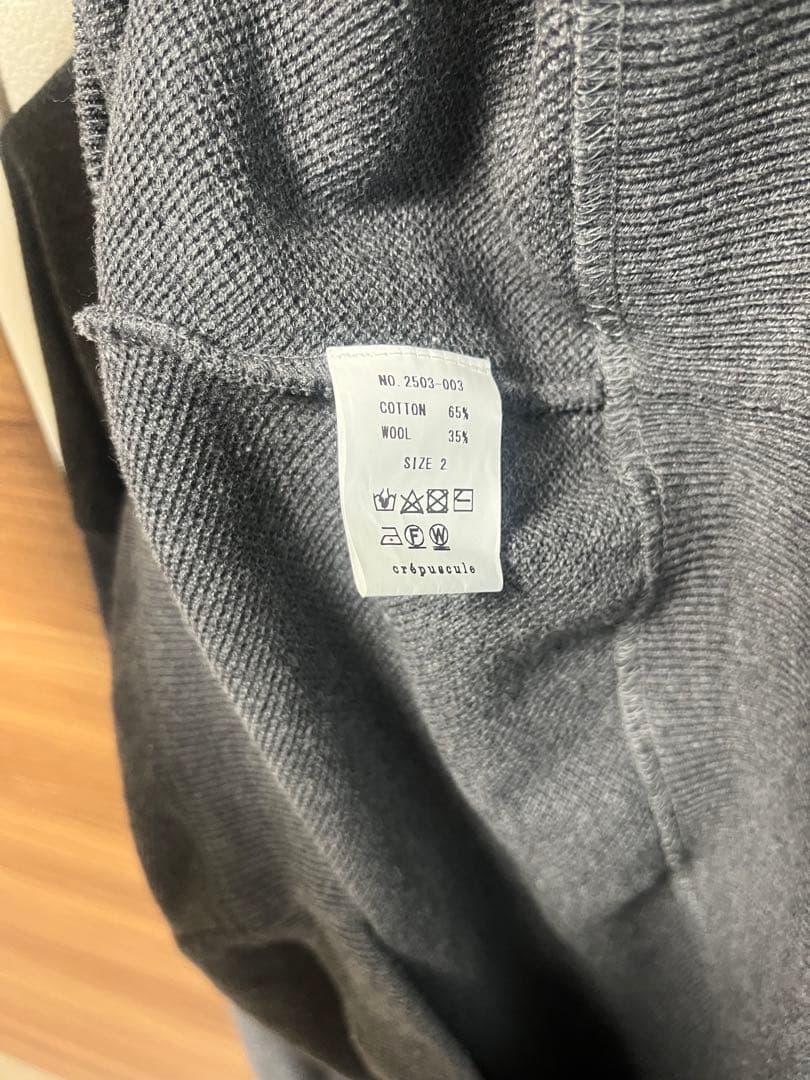 NO.2503-003
COTTON 65%
WOOL 35%
SIZE 2
F W
crépuscule